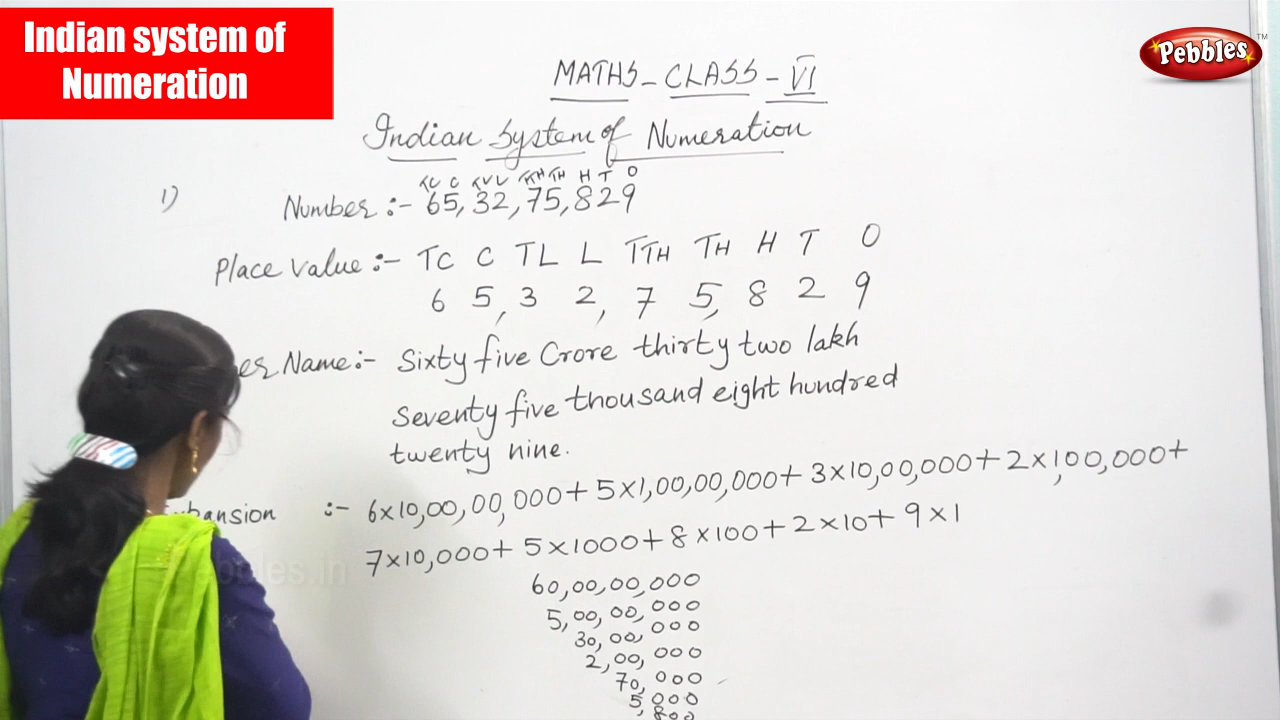 Indian system of
Numeration
Pebbles™
MATHS - CLASS - VI
Indian System of Numeration
TC C TL L TTH TH H T O
1) Number :- 65,32,75,829
Place Value :- TC C TL L TTH TH H T O
6 5, 3 2, 7 5, 8 2 9
er Name :- Sixty five Crore thirty two lakh
Seventy five thousand eight hundred
twenty nine.
:- 6×10,00,00,000+ 5×1,00,00,000+ 3×10,00,000+ 2×1,00,000+
7×10,000+ 5×1000+ 8×100+ 2×10+ 9×1
60,00,00,000
5,00,00,000
30,00,000
2,00,000
70,000
5,000
800